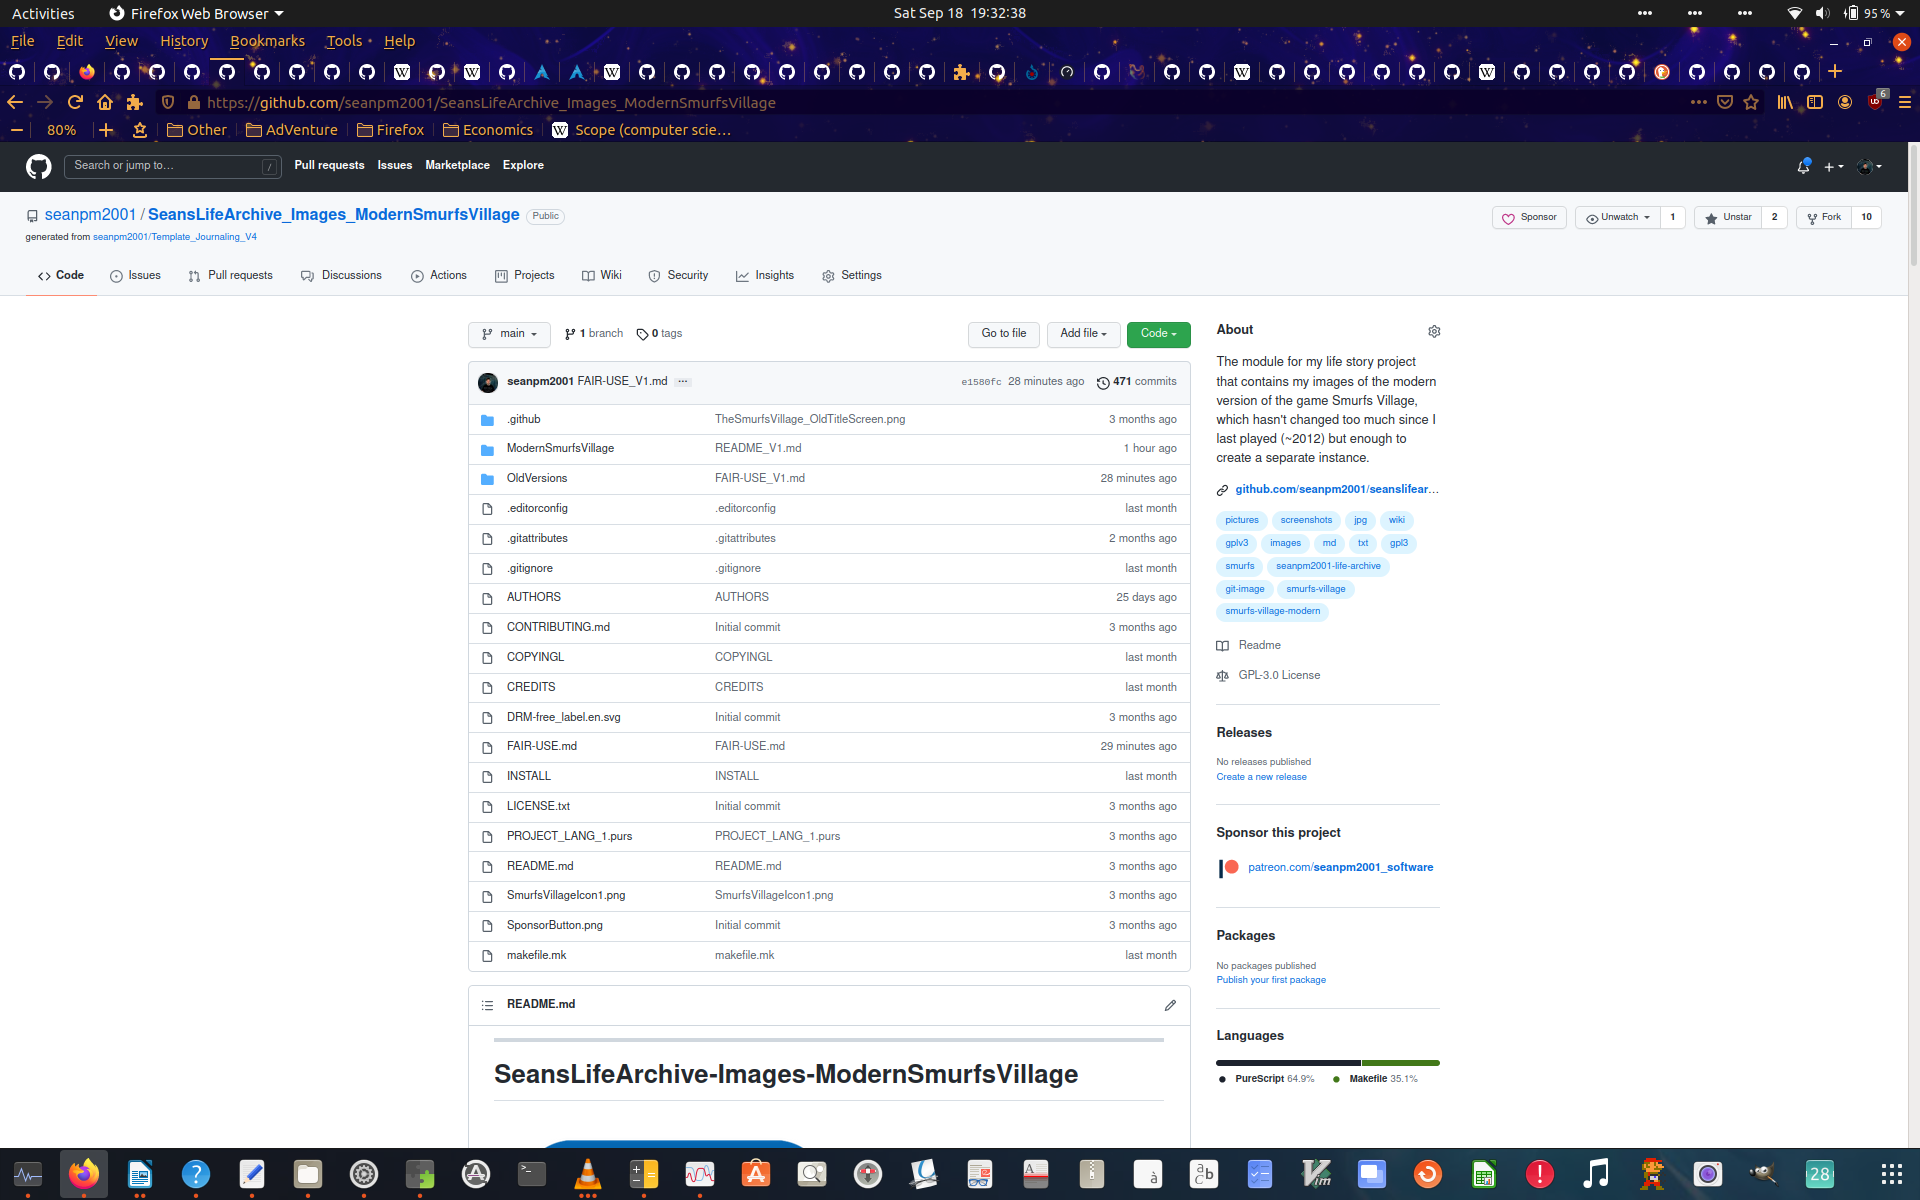 Activities Firefox Web Browser Sat Sep 18 19:32:38 95 %
File Edit View History Bookmarks Tools Help
https://github.com/seanpm2001/SeansLifeArchive_Images_ModernSmurfsVillage 6
80% Other AdVenture Firefox Economics Scope (computer scie…
Search or jump to… / Pull requests Issues Marketplace Explore
seanpm2001 / SeansLifeArchive_Images_ModernSmurfsVillage Public Sponsor Unwatch 1 Unstar 2 Fork 10
generated from seanpm2001/Template_Journaling_V4
Code Issues Pull requests Discussions Actions Projects Wiki Security Insights Settings
main 1 branch 0 tags Go to file Add file Code
seanpm2001 FAIR-USE_V1.md … e1580fc 28 minutes ago 471 commits
.github TheSmurfsVillage_OldTitleScreen.png 3 months ago
ModernSmurfsVillage README_V1.md 1 hour ago
OldVersions FAIR-USE_V1.md 28 minutes ago
.editorconfig .editorconfig last month
.gitattributes .gitattributes 2 months ago
.gitignore .gitignore last month
AUTHORS AUTHORS 25 days ago
CONTRIBUTING.md Initial commit 3 months ago
COPYINGL COPYINGL last month
CREDITS CREDITS last month
DRM-free_label.en.svg Initial commit 3 months ago
FAIR-USE.md FAIR-USE.md 29 minutes ago
INSTALL INSTALL last month
LICENSE.txt Initial commit 3 months ago
PROJECT_LANG_1.purs PROJECT_LANG_1.purs 3 months ago
README.md README.md 3 months ago
SmurfsVillageIcon1.png SmurfsVillageIcon1.png 3 months ago
SponsorButton.png Initial commit 3 months ago
makefile.mk makefile.mk last month
README.md
SeansLifeArchive-Images-ModernSmurfsVillage
About
The module for my life story project
that contains my images of the modern
version of the game Smurfs Village,
which hasn't changed too much since I
last played (~2012) but enough to
create a separate instance.
github.com/seanpm2001/seanslifear…
pictures screenshots jpg wiki
gplv3 images md txt gpl3
smurfs seanpm2001-life-archive
git-image smurfs-village
smurfs-village-modern
Readme
GPL-3.0 License
Releases
No releases published
Create a new release
Sponsor this project
patreon.com/seanpm2001_software
Packages
No packages published
Publish your first package
Languages
PureScript 64.9% Makefile 35.1%
28